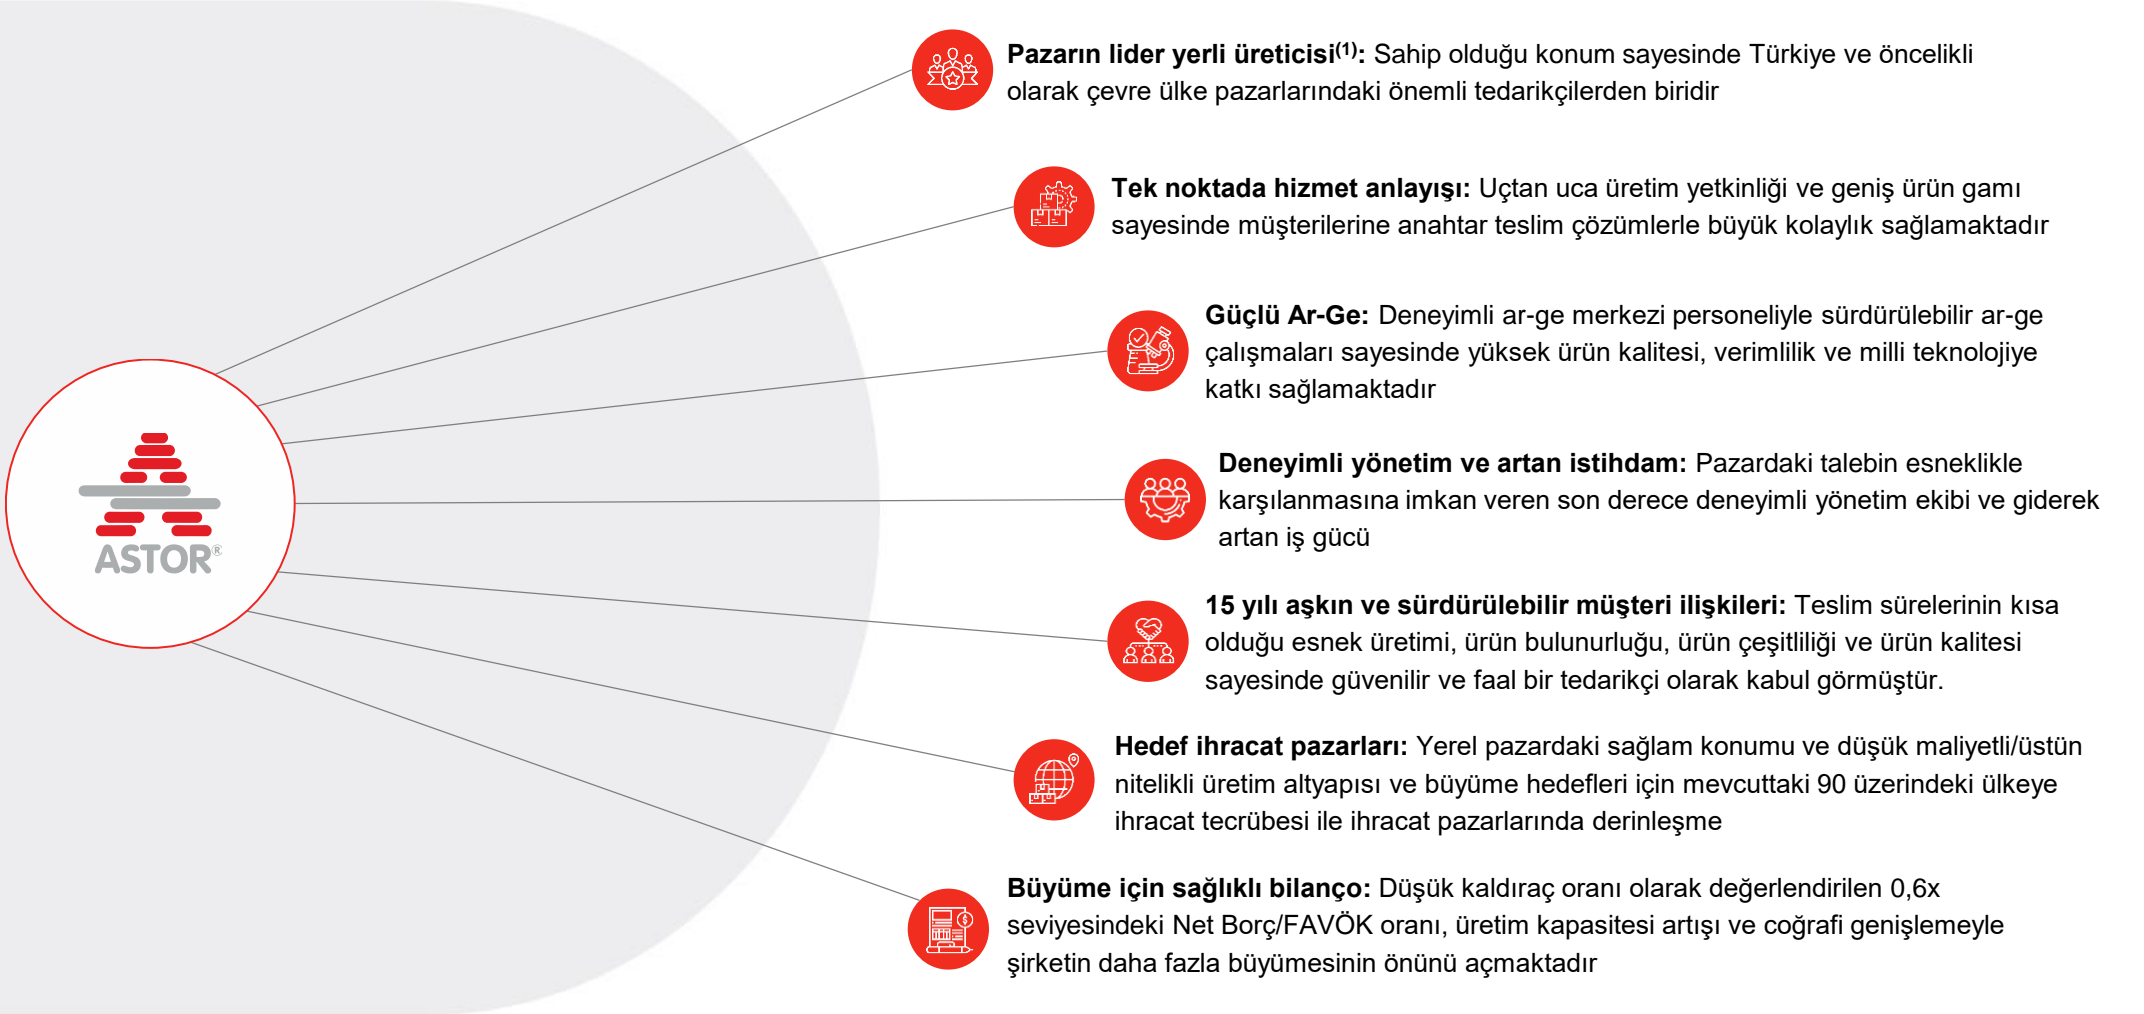 Pazarın lider yerli üreticisi(1): Sahip olduğu konum sayesinde Türkiye ve öncelikli
olarak çevre ülke pazarlarındaki önemli tedarikçilerden biridir
Tek noktada hizmet anlayışı: Uçtan uca üretim yetkinliği ve geniş ürün gamı
sayesinde müşterilerine anahtar teslim çözümlerle büyük kolaylık sağlamaktadır
Güçlü Ar-Ge: Deneyimli ar-ge merkezi personeliyle sürdürülebilir ar-ge
çalışmaları sayesinde yüksek ürün kalitesi, verimlilik ve milli teknolojiye
katkı sağlamaktadır
ASTOR®
Deneyimli yönetim ve artan istihdam: Pazardaki talebin esneklikle
karşılanmasına imkan veren son derece deneyimli yönetim ekibi ve giderek
artan iş gücü
15 yılı aşkın ve sürdürülebilir müşteri ilişkileri: Teslim sürelerinin kısa
olduğu esnek üretimi, ürün bulunurluğu, ürün çeşitliliği ve ürün kalitesi
sayesinde güvenilir ve faal bir tedarikçi olarak kabul görmüştür.
Hedef ihracat pazarları: Yerel pazardaki sağlam konumu ve düşük maliyetli/üstün
nitelikli üretim altyapısı ve büyüme hedefleri için mevcuttaki 90 üzerindeki ülkeye
ihracat tecrübesi ile ihracat pazarlarında derinleşme
Büyüme için sağlıklı bilanço: Düşük kaldıraç oranı olarak değerlendirilen 0,6x
seviyesindeki Net Borç/FAVÖK oranı, üretim kapasitesi artışı ve coğrafi genişlemeyle
şirketin daha fazla büyümesinin önünü açmaktadır